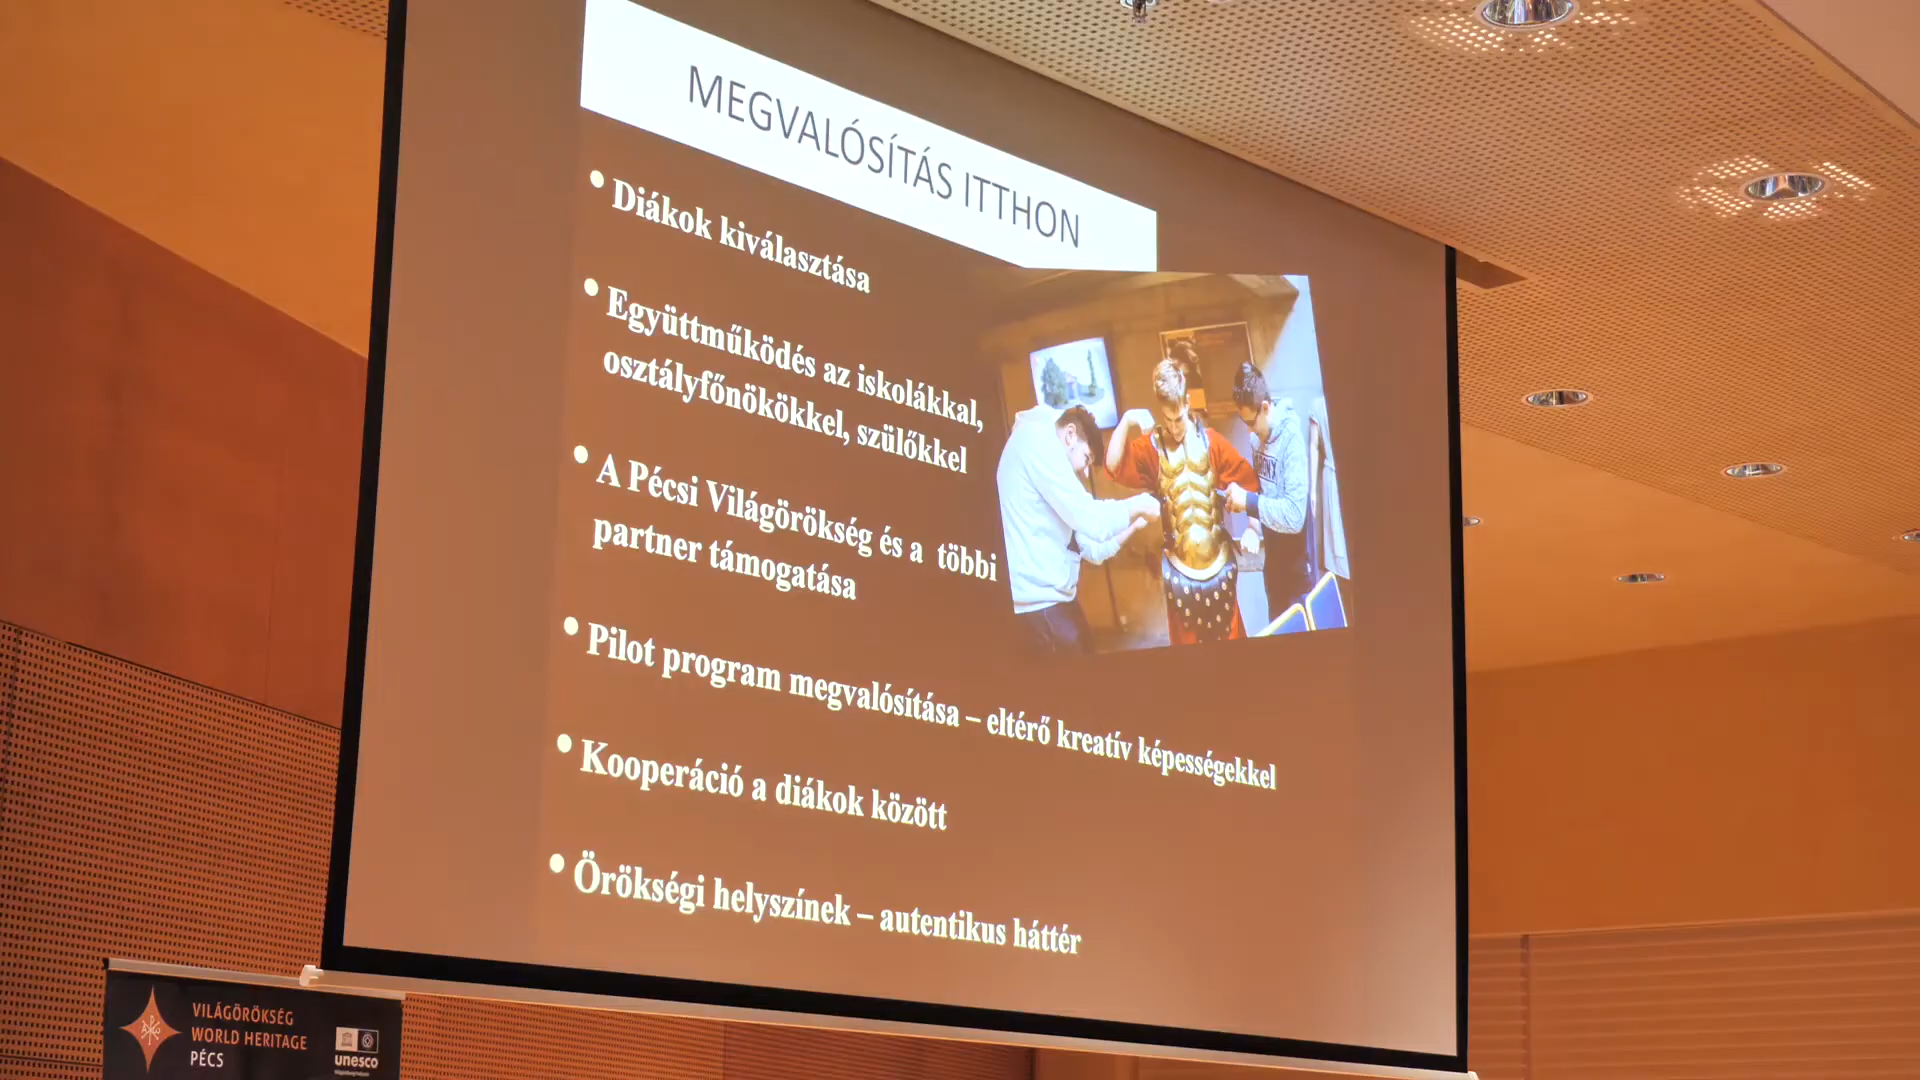 MEGVALÓSÍTÁS ITTHON
• Diákok kiválasztása
• Együttműködés az iskolákkal,
osztályfőnökökkel, szülőkkel
• A Pécsi Világörökség és a többi
partner támogatása
• Pilot program megvalósítása – eltérő kreatív képességekkel
• Kooperáció a diákok között
• Örökségi helyszínek – autentikus háttér
VILÁGÖRÖKSÉG
WORLD HERITAGE
PÉCS
unesco